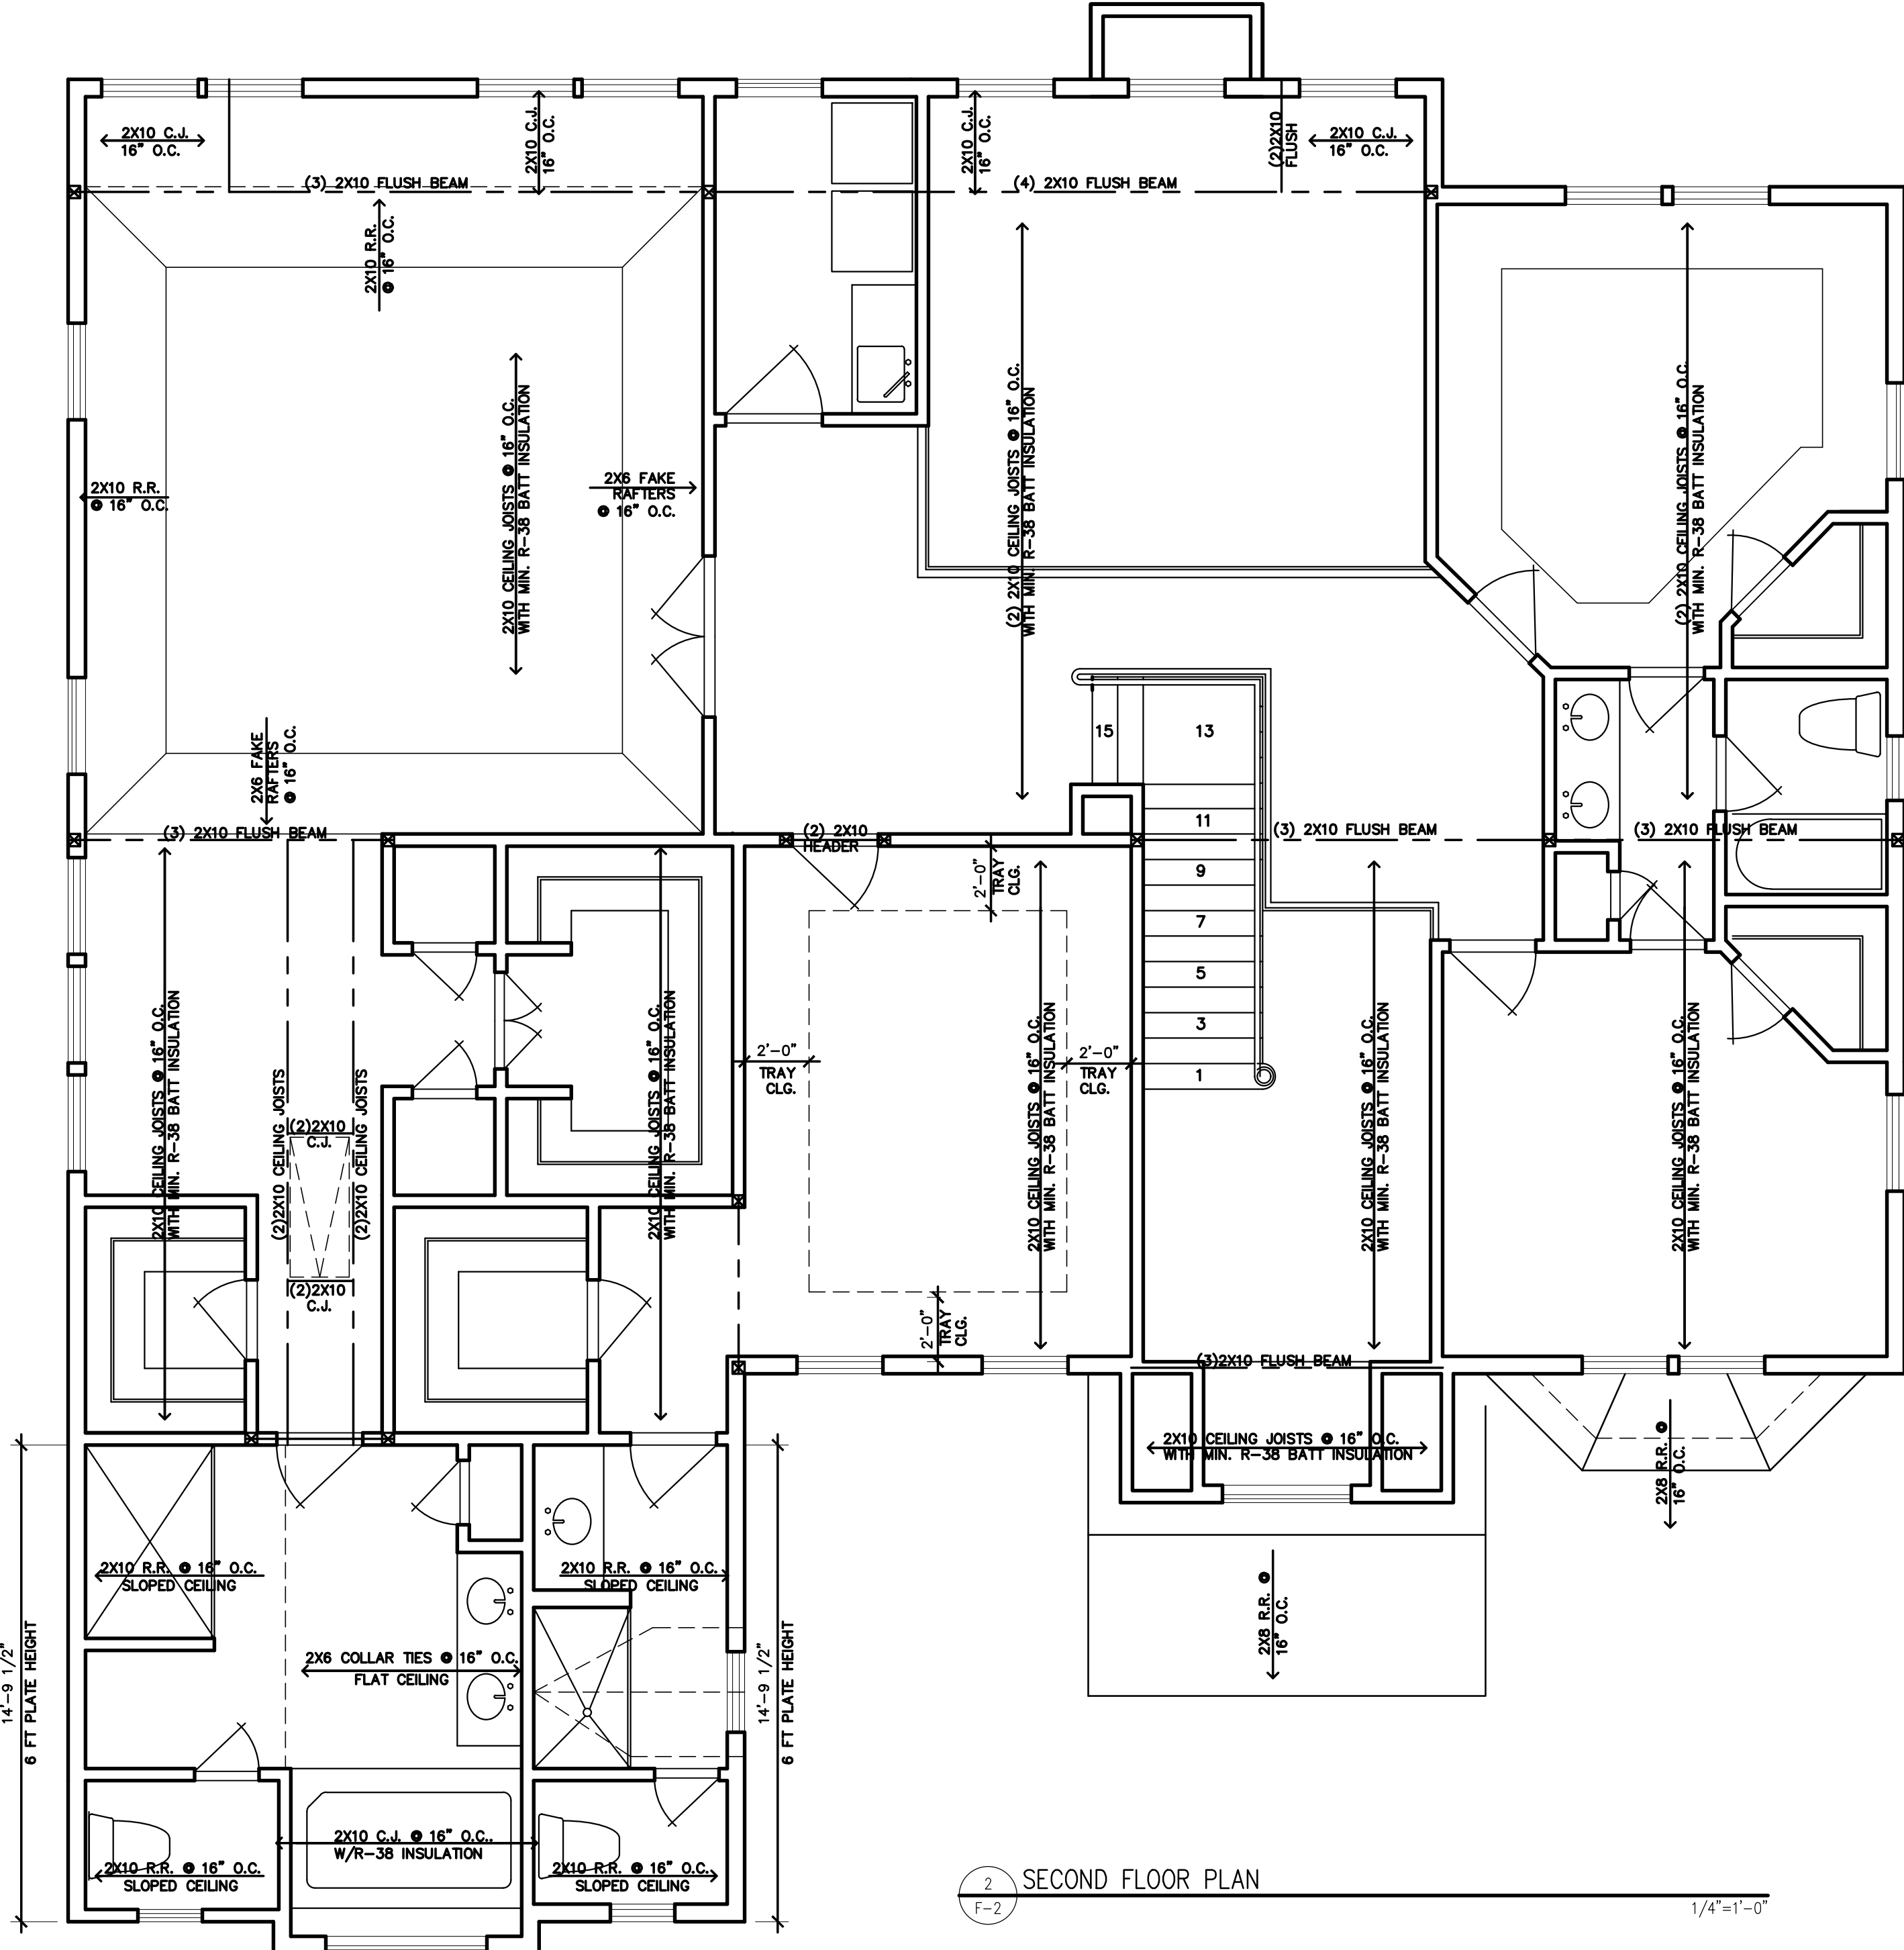 2X10 C.J.
16" O.C.
2X10 C.J.
16" O.C.
2X10 C.J.
16" O.C.
(2)2X10
FLUSH
2X10 C.J.
16" O.C.
(3) 2X10 FLUSH BEAM
(4) 2X10 FLUSH BEAM
2X10 R.R.
@ 16" O.C.
2X10 CEILING JOISTS @ 16" O.C.
WITH MIN. R-38 BATT INSULATION
(2) 2X10 CEILING JOISTS @ 16" O.C.
WITH MIN. R-38 BATT INSULATION
(2) 2X10 CEILING JOISTS @ 16" O.C.
WITH MIN. R-38 BATT INSULATION
2X10 R.R.
@ 16" O.C.
2X6 FAKE
RAFTERS
@ 16" O.C.
2X6 FAKE
RAFTERS
@ 16" O.C.
15
13
11
9
7
5
3
1
(3) 2X10 FLUSH BEAM
(2) 2X10
HEADER
(3) 2X10 FLUSH BEAM
(3) 2X10 FLUSH BEAM
2'-0"
TRAY
CLG.
2X10 CEILING JOISTS @ 16" O.C.
WITH MIN. R-38 BATT INSULATION
(2)2X10 CEILING JOISTS
(2)2X10 CEILING JOISTS
(2)2X10
C.J.
(2)2X10
C.J.
2X10 CEILING JOISTS @ 16" O.C.
WITH MIN. R-38 BATT INSULATION
2'-0"
TRAY
CLG.
2X10 CEILING JOISTS @ 16" O.C.
WITH MIN. R-38 BATT INSULATION
2'-0"
TRAY
CLG.
2X10 CEILING JOISTS @ 16" O.C.
WITH MIN. R-38 BATT INSULATION
2X10 CEILING JOISTS @ 16" O.C.
WITH MIN. R-38 BATT INSULATION
2'-0"
TRAY
CLG.
(3)2X10 FLUSH BEAM
2X10 CEILING JOISTS @ 16" O.C.
WITH MIN. R-38 BATT INSULATION
2X8 R.R. @
16" O.C.
2X8 R.R. @
16" O.C.
2X10 R.R. @ 16" O.C.
SLOPED CEILING
2X10 R.R. @ 16" O.C.
SLOPED CEILING
14'-9 1/2"
6 FT PLATE HEIGHT
2X6 COLLAR TIES @ 16" O.C.
FLAT CEILING
14'-9 1/2"
6 FT PLATE HEIGHT
2X10 C.J. @ 16" O.C..
W/R-38 INSULATION
2X10 R.R. @ 16" O.C.
SLOPED CEILING
2X10 R.R. @ 16" O.C.
SLOPED CEILING
2
F-2
SECOND FLOOR PLAN
1/4"=1'-0"